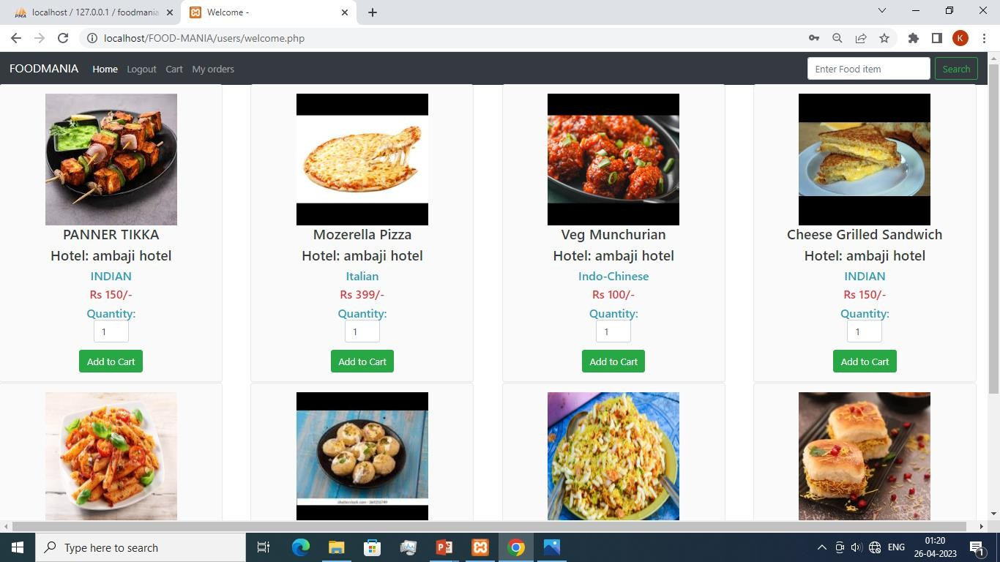 localhost / 127.0.0.1 / foodmania
Welcome -
localhost/FOOD-MANIA/users/welcome.php
K
FOODMANIA Home Logout Cart My orders Enter Food item Search
PANNER TIKKA
Hotel: ambaji hotel
INDIAN
Rs 150/-
Quantity:
1
Add to Cart
Mozerella Pizza
Hotel: ambaji hotel
Italian
Rs 399/-
Quantity:
1
Add to Cart
Veg Munchurian
Hotel: ambaji hotel
Indo-Chinese
Rs 100/-
Quantity:
1
Add to Cart
Cheese Grilled Sandwich
Hotel: ambaji hotel
INDIAN
Rs 150/-
Quantity:
1
Add to Cart
Type here to search
ENG
01:20
26-04-2023
1